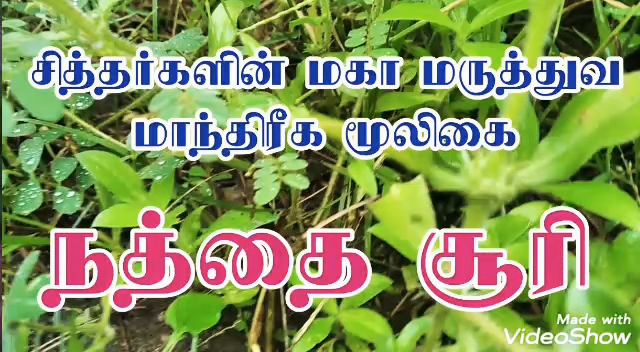 சித்தர்களின் மகா மருத்துவ
மாந்திரீக மூலிகை
நத்தை சூரி
Made with
VideoShow